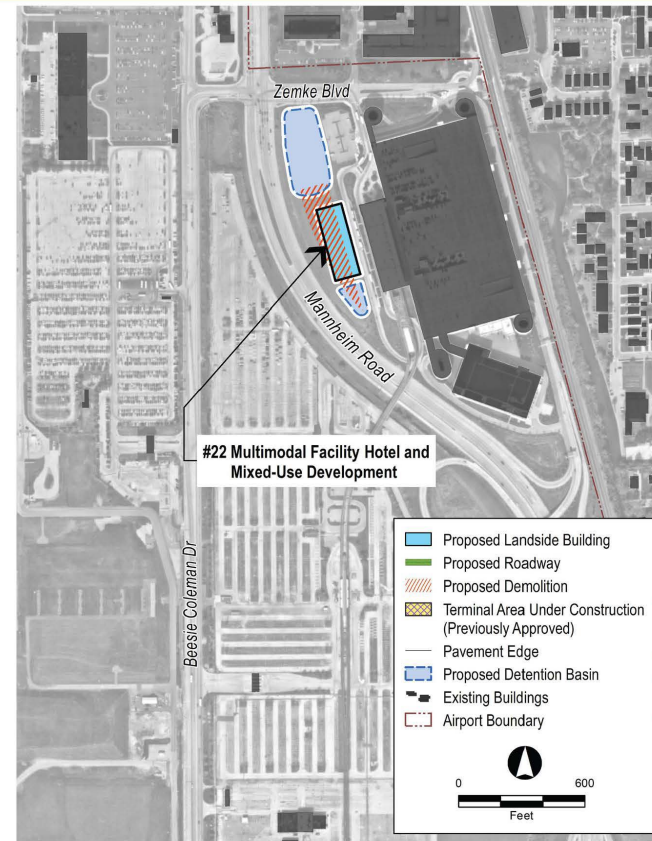 Zemke Blvd
Mannheim Road
#22 Multimodal Facility Hotel and
Mixed-Use Development
Beesie Coleman Dr
Proposed Landside Building
Proposed Roadway
Proposed Demolition
Terminal Area Under Construction
(Previously Approved)
Pavement Edge
Proposed Detention Basin
Existing Buildings
Airport Boundary
0 600
Feet